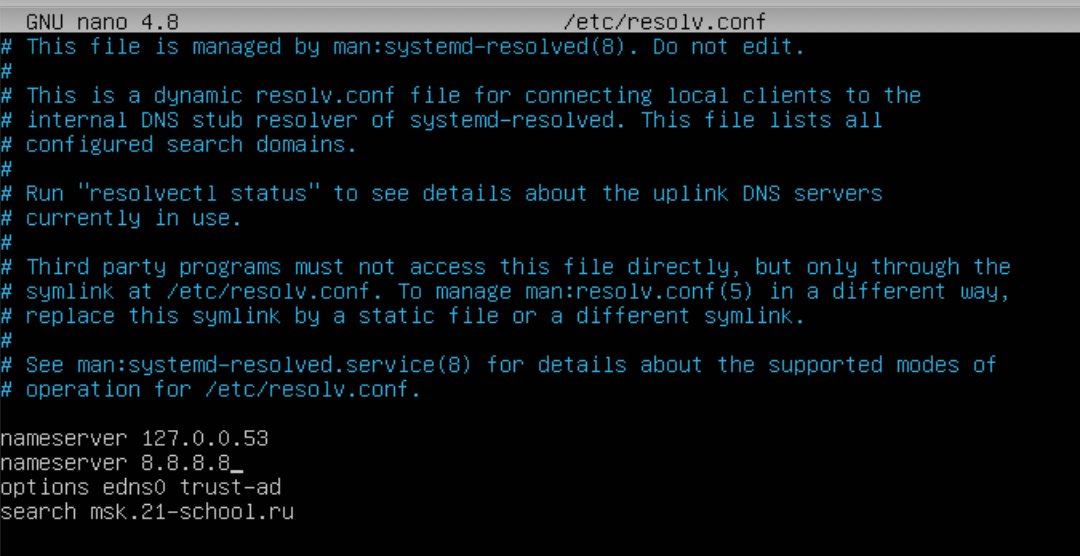 GNU nano 4.8 /etc/resolv.conf
# This file is managed by man:systemd-resolved(8). Do not edit.
#
# This is a dynamic resolv.conf file for connecting local clients to the
# internal DNS stub resolver of systemd-resolved. This file lists all
# configured search domains.
#
# Run "resolvectl status" to see details about the uplink DNS servers
# currently in use.
#
# Third party programs must not access this file directly, but only through the
# symlink at /etc/resolv.conf. To manage man:resolv.conf(5) in a different way,
# replace this symlink by a static file or a different symlink.
#
# See man:systemd-resolved.service(8) for details about the supported modes of
# operation for /etc/resolv.conf.

nameserver 127.0.0.53
nameserver 8.8.8.8
options edns0 trust-ad
search msk.21-school.ru